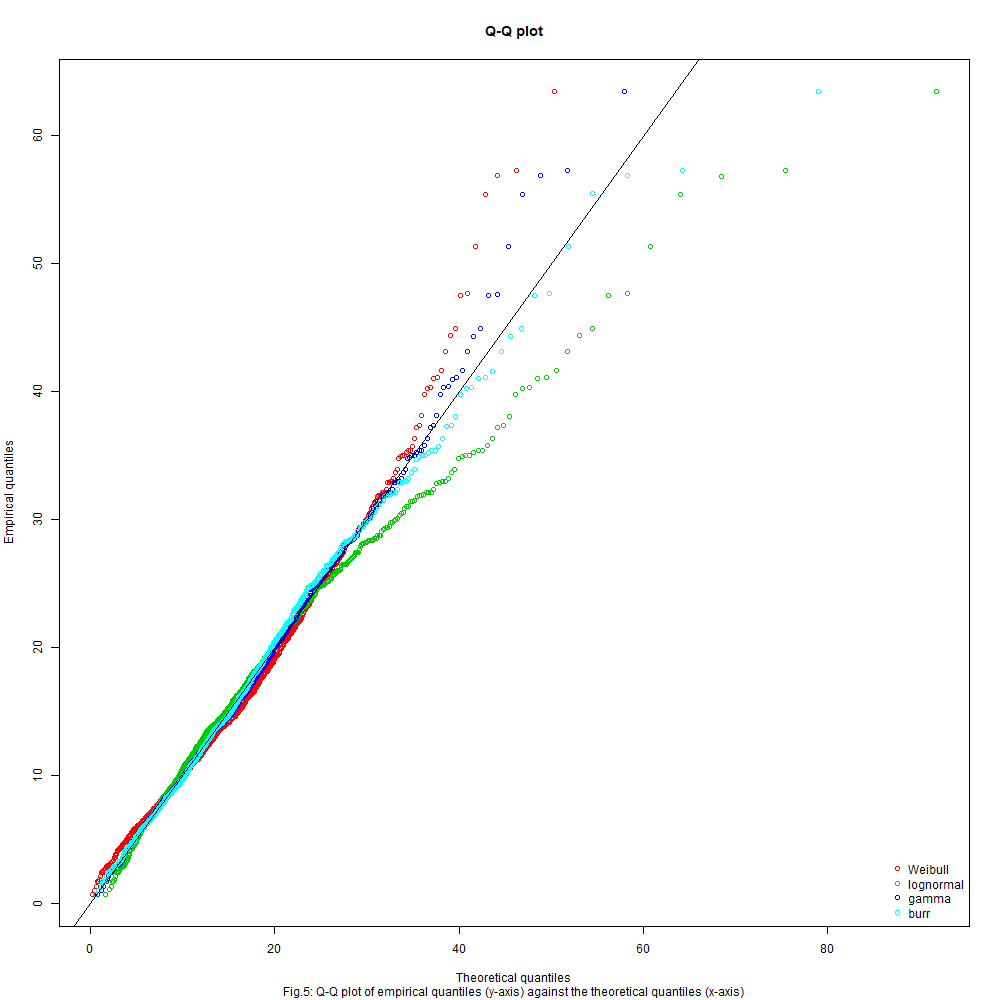 Q-Q plot
60
50
40
30
20
10
0
Empirical quantiles
Weibull
lognormal
gamma
burr
0 20 40 60 80
Theoretical quantiles
Fig.5: Q-Q plot of empirical quantiles (y-axis) against the theoretical quantiles (x-axis)